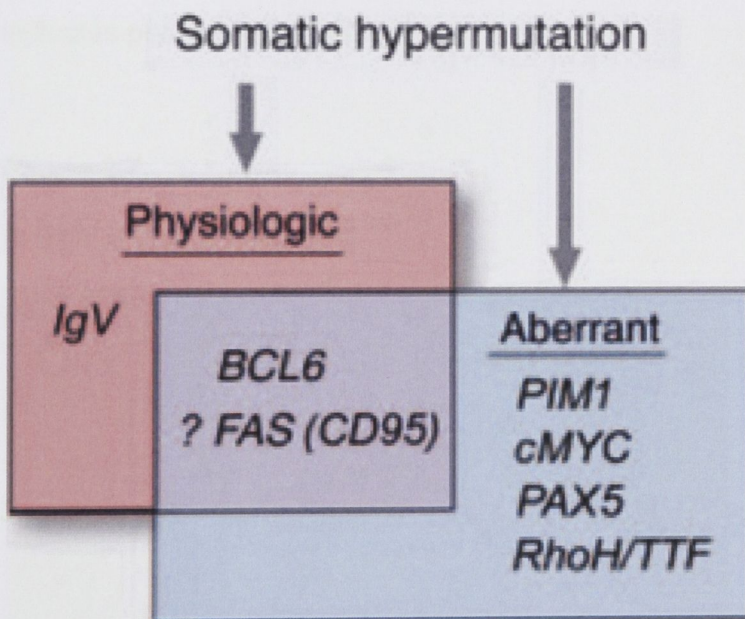 Somatic hypermutation
Physiologic
IgV
BCL6
? FAS (CD95)
Aberrant
PIM1
cMYC
PAX5
RhoH/TTF